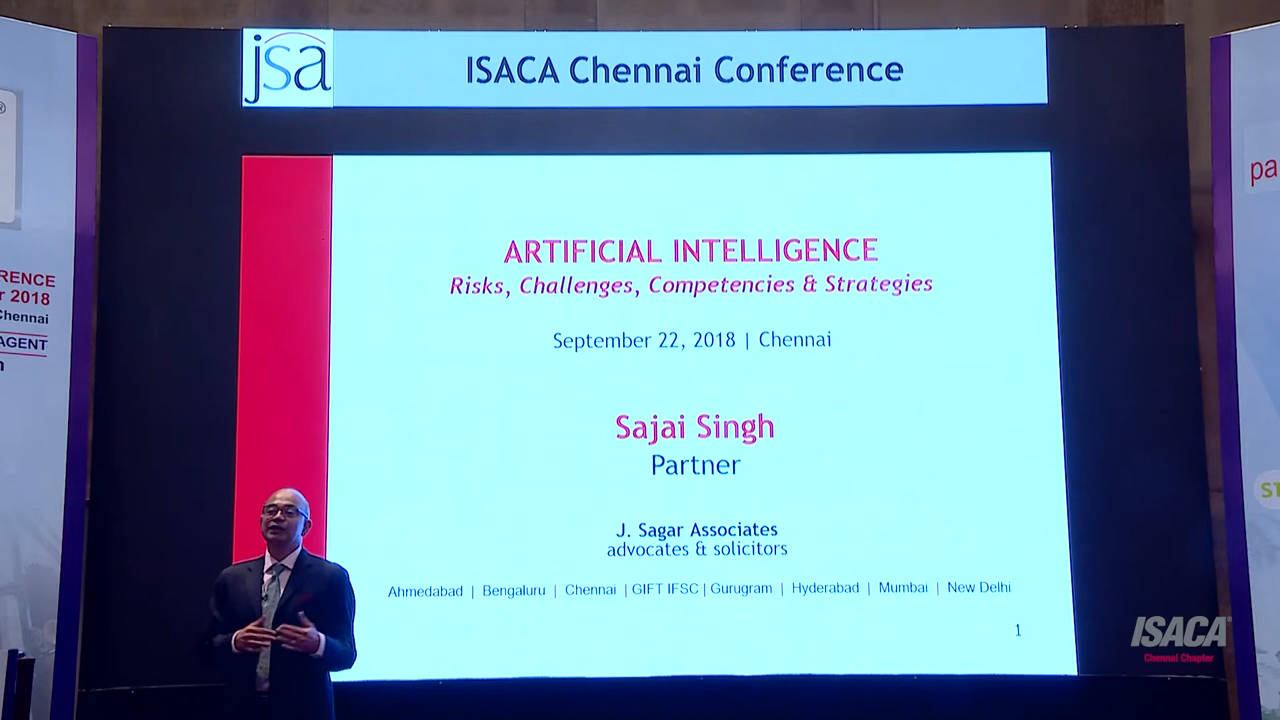 jsa
ISACA Chennai Conference
ARTIFICIAL INTELLIGENCE
Risks, Challenges, Competencies & Strategies
September 22, 2018 | Chennai
Sajai Singh
Partner
J. Sagar Associates
advocates & solicitors
Ahmedabad | Bengaluru | Chennai | GIFT IFSC | Gurugram | Hyderabad | Mumbai | New Delhi
1
®
RENCE
r 2018
Chennai
AGENT
n
pa
ST
ISACA®
Chennai Chapter